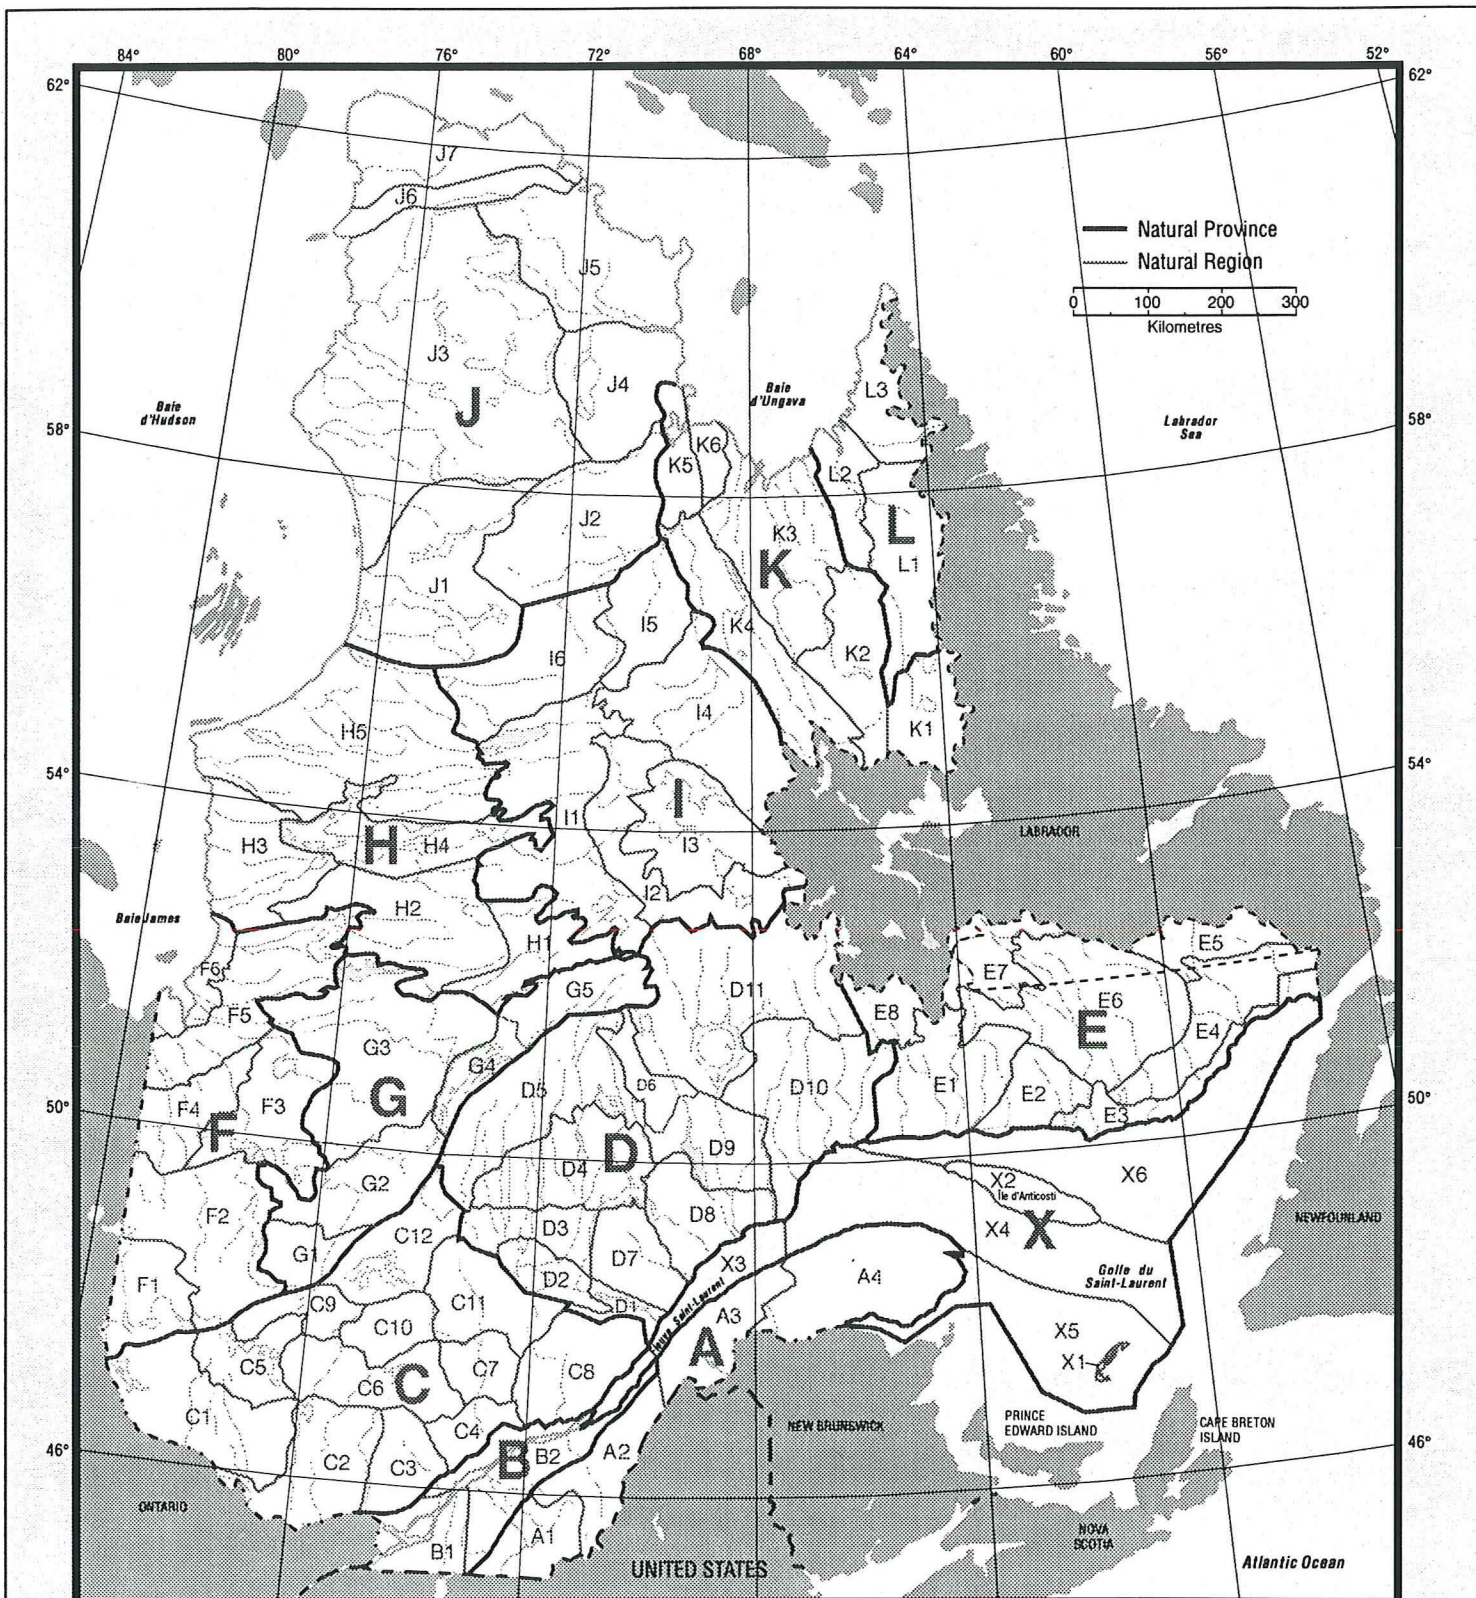 84° 80° 76° 72° 68° 64° 60° 56° 52°
62° 62°
J7
J6
Natural Province
Natural Region
J5
0 100 200 300
Kilometres
J3
J4
L3
J
Baie
d'Hudson
Baie
d'Ungava
Labrador
Sea
58° 58°
K6
K5
L2
J2
K3
L
K
L1
J1
I5
K4
K2
I6
I4
K1
H5
54° 54°
I
I1
LABRADOR
H3
H
H4
I3
I2
H2
Baie James
H1
E5
F6
E7
G5
D11
E6
F5
E8
E
E4
G3
G4
D5
D6
D10
E1
E2
G
50° 50°
F4
F3
E3
F
D9
D
D4
X2
X6
G2
Île d'Anticosti
F2
D8
NEWFOUNLAND
C12
D3
X4
X
G1
D7
X3
Golfe du
Saint-Laurent
F1
D2
A4
C9
C11
D1
fleuve Saint-Laurent
C10
A3
X5
A
X1
C5
C7
C8
C6
C
C1
C4
NEW BRUNSWICK
PRINCE
EDWARD ISLAND
CAPE BRETON
ISLAND
46° 46°
C2
C3
B
B2
A2
ONTARIO
NOVA
SCOTIA
B1
A1
UNITED STATES
Atlantic Ocean